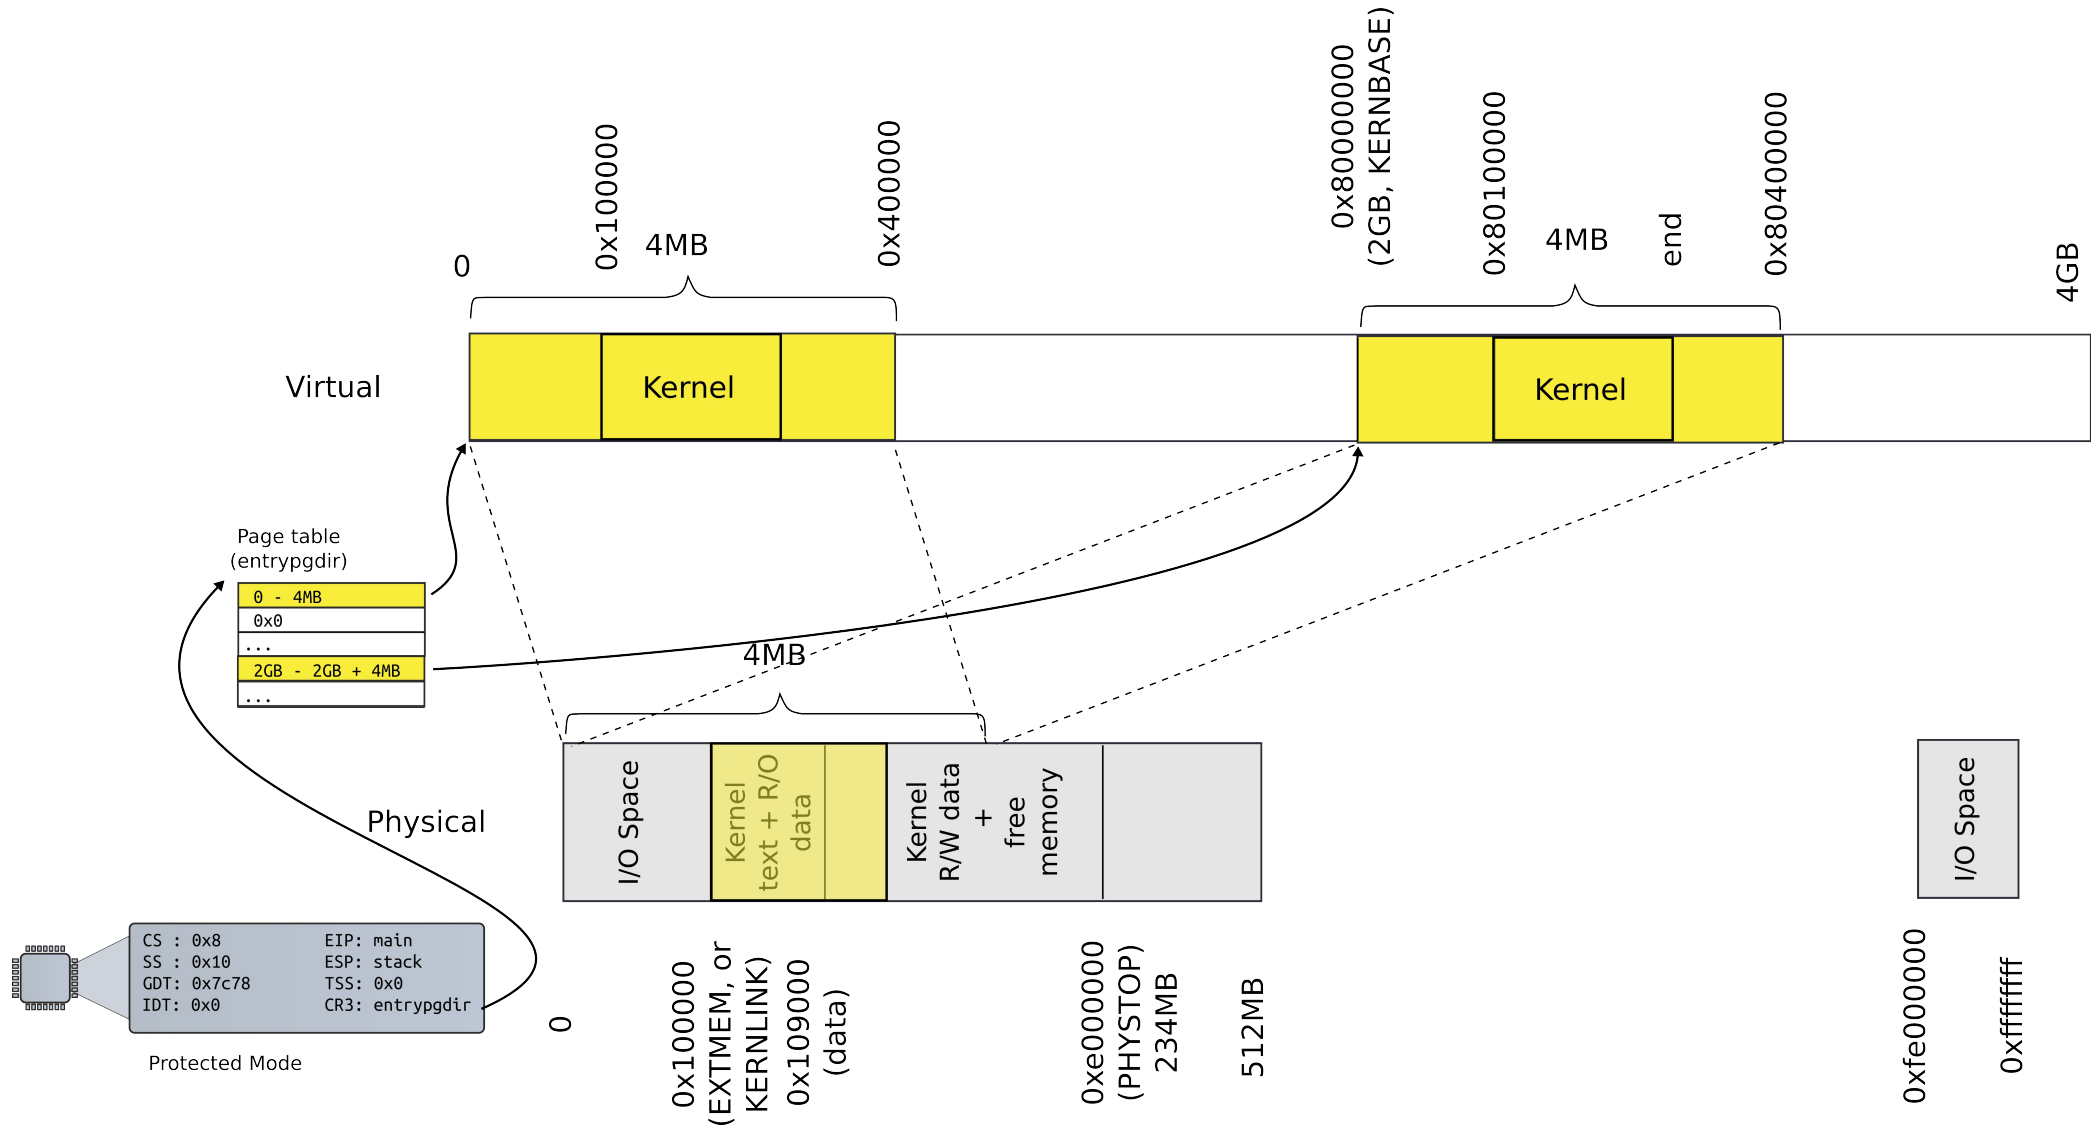 0
0x100000
4MB
0x400000
0x80000000
(2GB, KERNBASE)
0x80100000
4MB
end
0x80400000
4GB
Virtual
Kernel
Kernel
Page table
(entrypgdir)
0 - 4MB
0x0
...
2GB - 2GB + 4MB
...
4MB
Physical
I/O Space
Kernel
text + R/O
data
Kernel
R/W data
+
free
memory
I/O Space
CS : 0x8
SS : 0x10
GDT: 0x7c78
IDT: 0x0
EIP: main
ESP: stack
TSS: 0x0
CR3: entrypgdir
Protected Mode
0
0x100000
(EXTMEM, or
KERNLINK)
0x109000
(data)
0xe000000
(PHYSTOP)
234MB
512MB
0xfe000000
0xffffffff